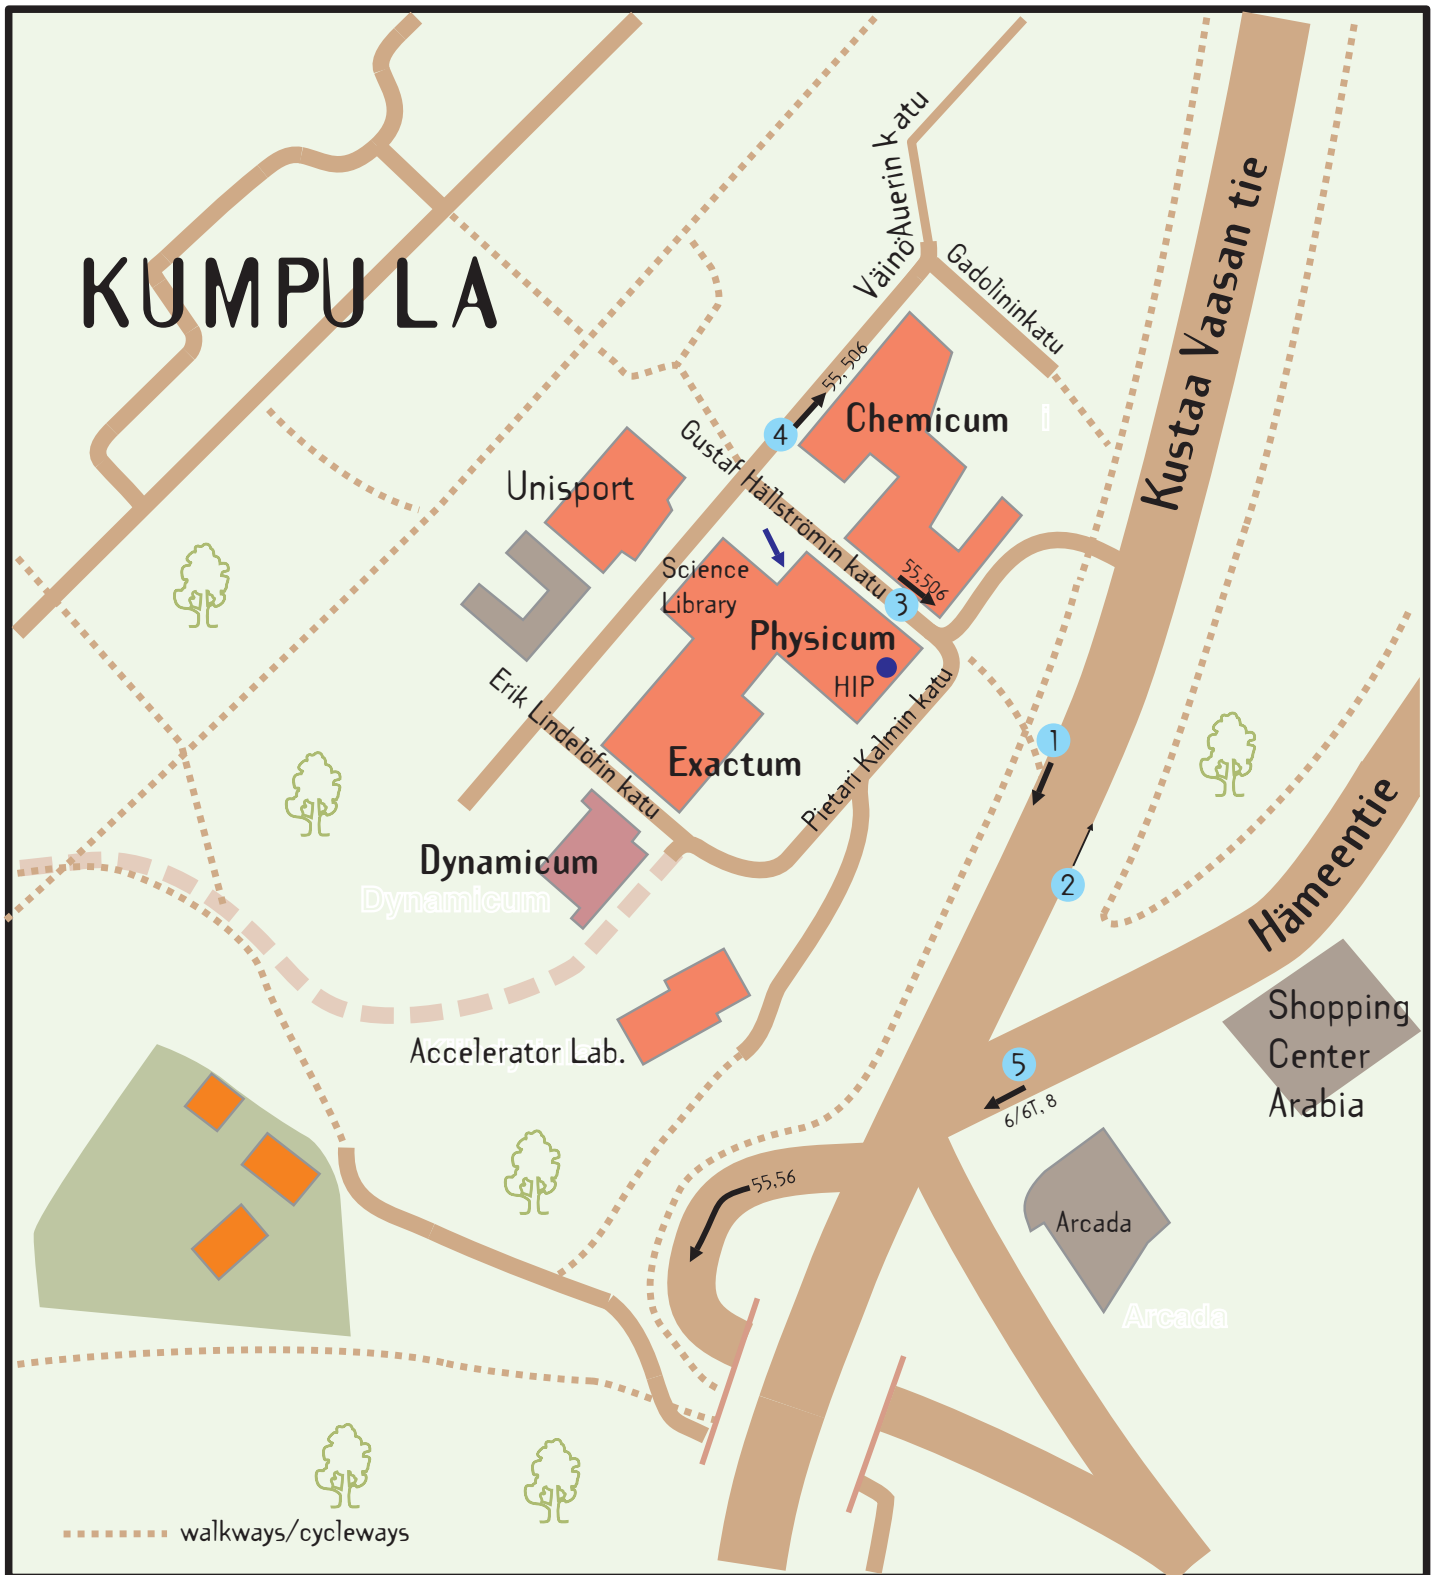 KUMPULA
Väinö Auerin katu
Gadolininkatu
Kustaa Vaasan tie
55, 506
4
Chemicum
i
Gustaf Hällströmin katu
Unisport
Science
Library
55,506
3
Physicum
HIP
Erik Lindelöfin katu
Exactum
Pietari Kalmin katu
1
Hämeentie
Dynamicum
Dynamicum
2
Shopping
Center
Arabia
Accelerator Lab.
5
6/6T, 8
55,56
Arcada
Arcada
walkways/cycleways